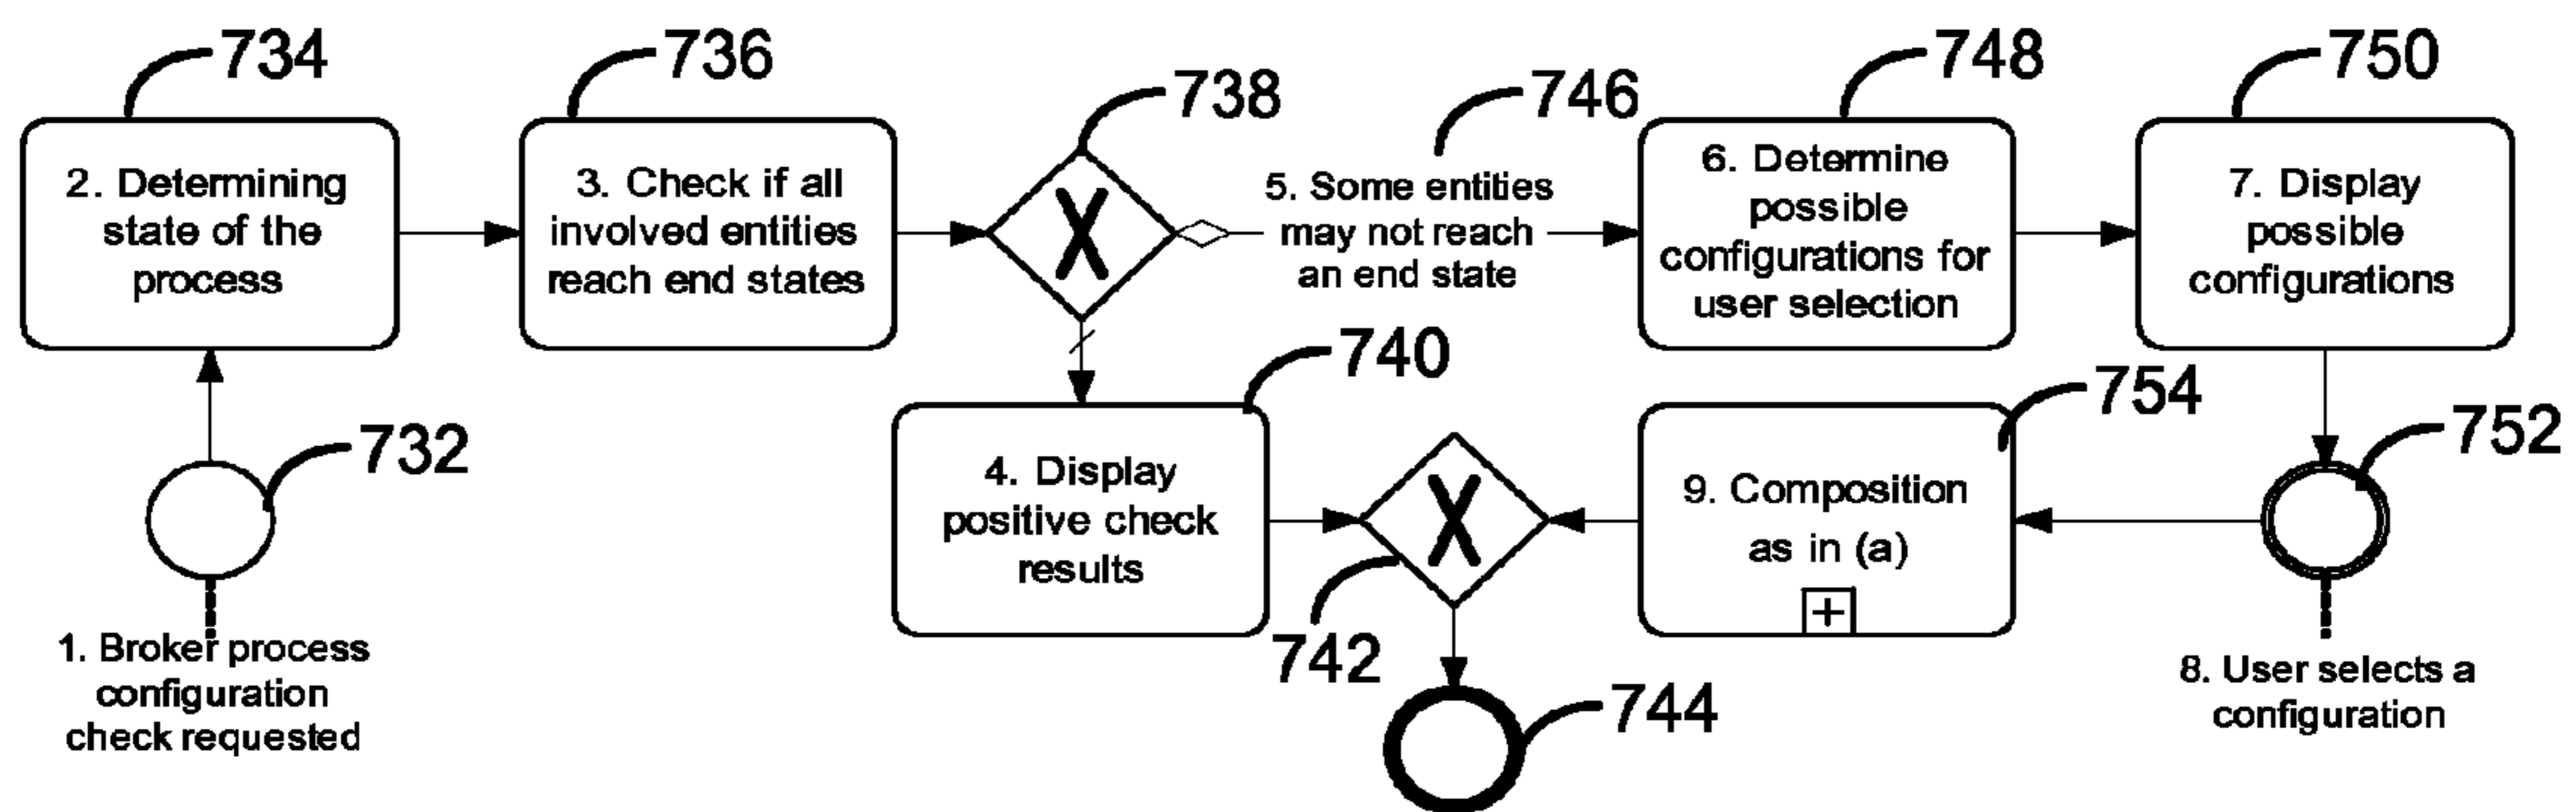 734
736
738
746
748
750
2. Determining
state of the
process
3. Check if all
involved entities
reach end states
X
5. Some entities
may not reach
an end state
6. Determine
possible
configurations for
user selection
7. Display
possible
configurations
740
754
752
732
4. Display
positive check
results
X
9. Composition
as in (a)
+
742
744
1. Broker process
configuration
check requested
8. User selects a
configuration